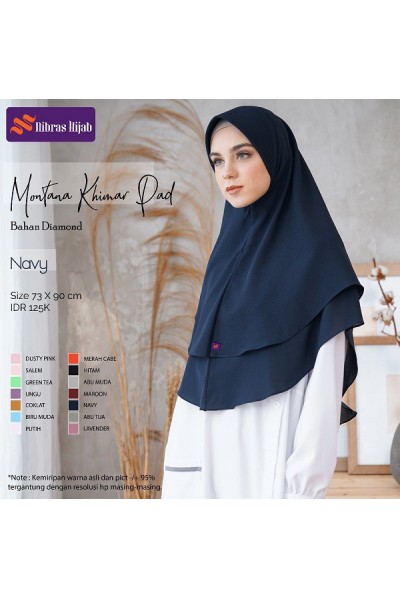 Nibras Hijab
Montana Khimar Pad
Bahan Diamond
Navy
Size 73 X 90 cm
IDR 125K
DUSTY PINK
SALEM
GREEN TEA
UNGU
COKLAT
BIRU MUDA
PUTIH
MERAH CABE
HITAM
ABU MUDA
MAROON
NAVY
ABU TUA
LAVENDER
*Note : Kemiripan warna asli dan pict -/+ 95%
tergantung dengan resolusi hp masing-masing.